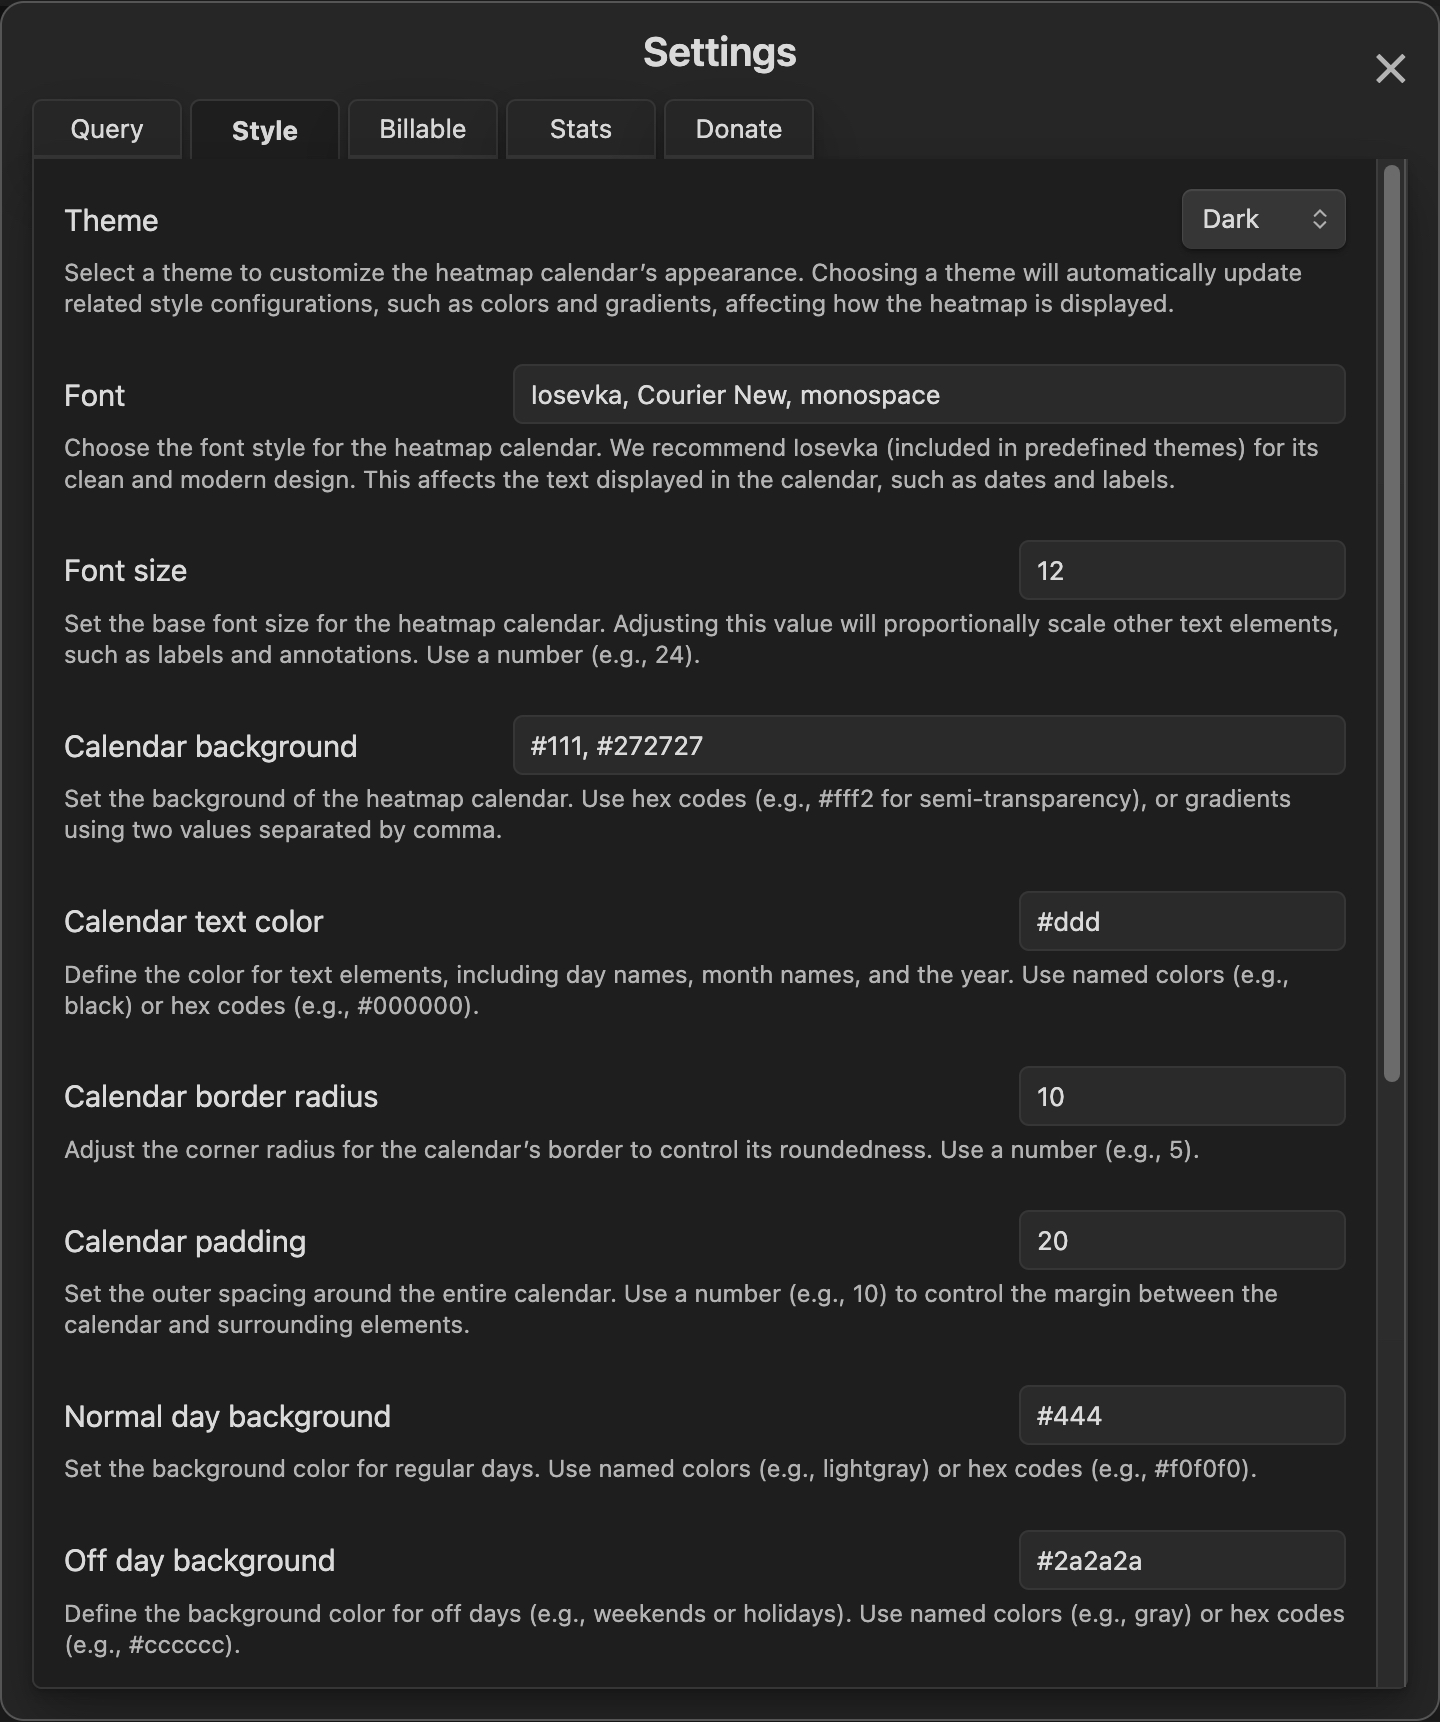 Settings
Query
Style
Billable
Stats
Donate
Theme
Dark
Select a theme to customize the heatmap calendar’s appearance. Choosing a theme will automatically update
related style configurations, such as colors and gradients, affecting how the heatmap is displayed.
Font
Iosevka, Courier New, monospace
Choose the font style for the heatmap calendar. We recommend Iosevka (included in predefined themes) for its
clean and modern design. This affects the text displayed in the calendar, such as dates and labels.
Font size
12
Set the base font size for the heatmap calendar. Adjusting this value will proportionally scale other text elements,
such as labels and annotations. Use a number (e.g., 24).
Calendar background
#111, #272727
Set the background of the heatmap calendar. Use hex codes (e.g., #fff2 for semi-transparency), or gradients
using two values separated by comma.
Calendar text color
#ddd
Define the color for text elements, including day names, month names, and the year. Use named colors (e.g.,
black) or hex codes (e.g., #000000).
Calendar border radius
10
Adjust the corner radius for the calendar’s border to control its roundedness. Use a number (e.g., 5).
Calendar padding
20
Set the outer spacing around the entire calendar. Use a number (e.g., 10) to control the margin between the
calendar and surrounding elements.
Normal day background
#444
Set the background color for regular days. Use named colors (e.g., lightgray) or hex codes (e.g., #f0f0f0).
Off day background
#2a2a2a
Define the background color for off days (e.g., weekends or holidays). Use named colors (e.g., gray) or hex codes
(e.g., #cccccc).